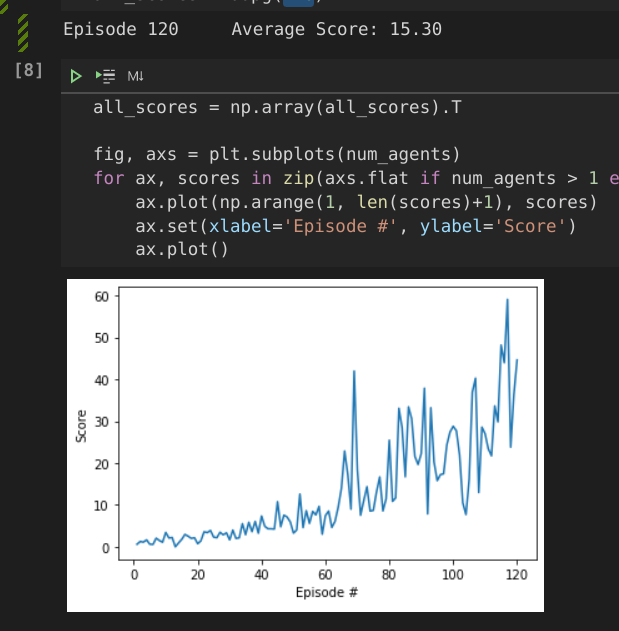 Episode 120 Average Score: 15.30
[8]
M↓
all_scores = np.array(all_scores).T
fig, axs = plt.subplots(num_agents)
for ax, scores in zip(axs.flat if num_agents > 1 e
ax.plot(np.arange(1, len(scores)+1), scores)
ax.set(xlabel='Episode #', ylabel='Score')
ax.plot()
60
50
40
30
20
10
0
Score
0 20 40 60 80 100 120
Episode #